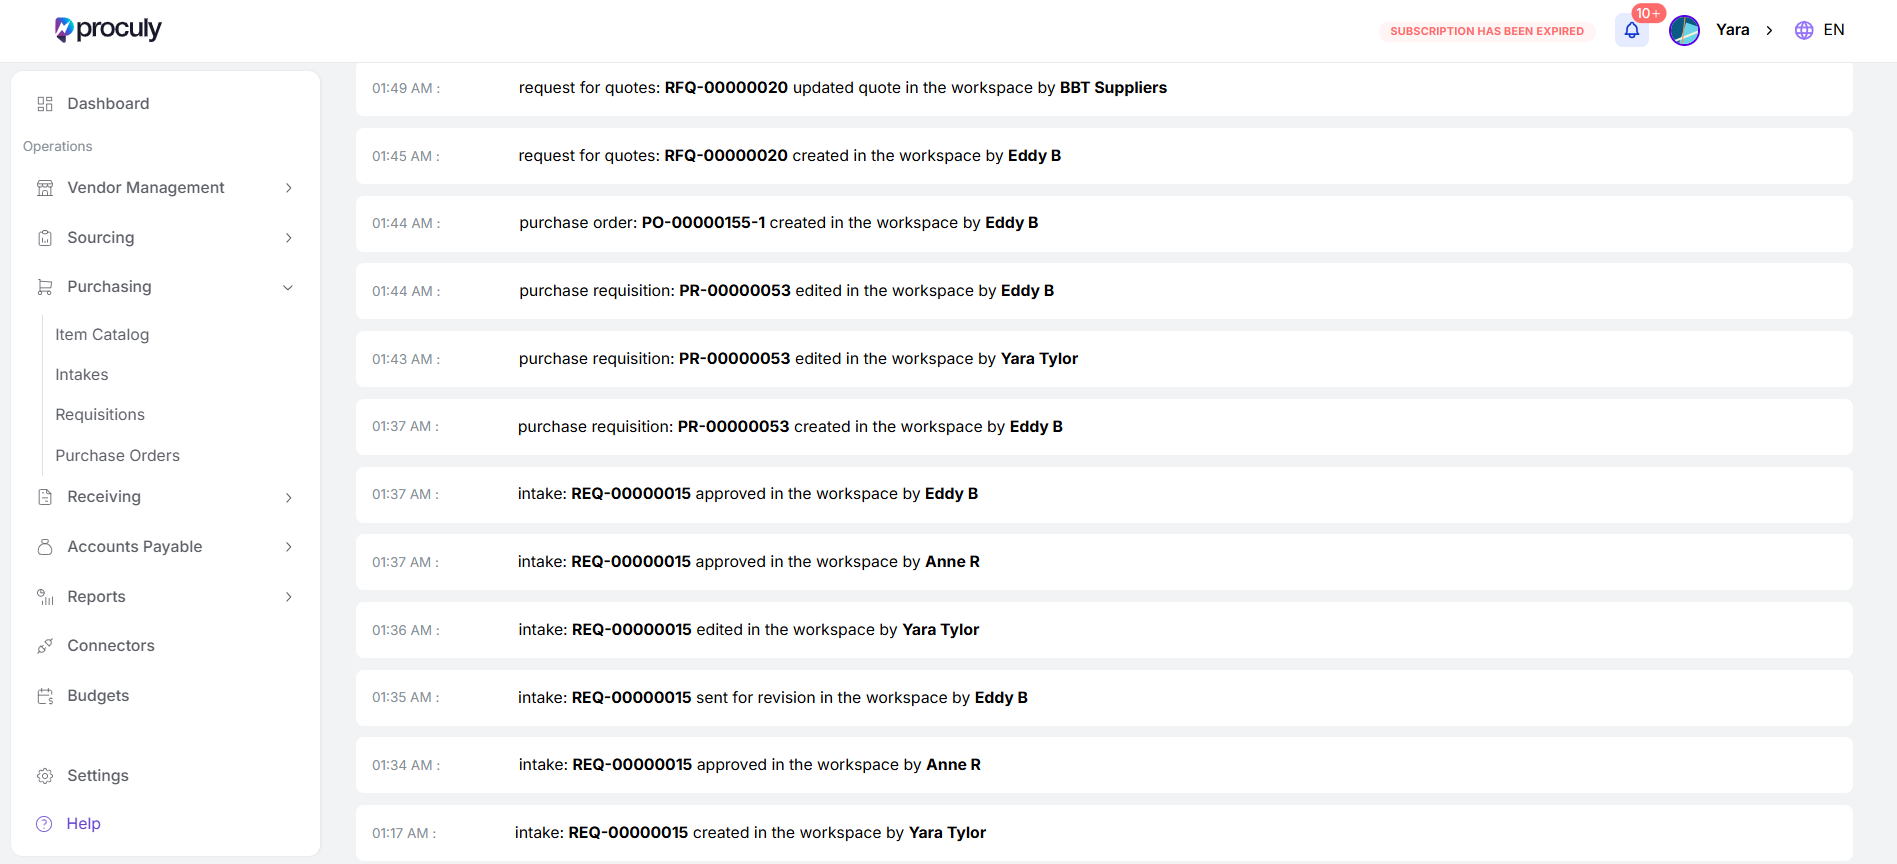 proculy
SUBSCRIPTION HAS BEEN EXPIRED
10+
Yara
EN
Dashboard
Operations
Vendor Management
Sourcing
Purchasing
Item Catalog
Intakes
Requisitions
Purchase Orders
Receiving
Accounts Payable
Reports
Connectors
Budgets
Settings
Help
01:49 AM : request for quotes: RFQ-00000020 updated quote in the workspace by BBT Suppliers
01:45 AM : request for quotes: RFQ-00000020 created in the workspace by Eddy B
01:44 AM : purchase order: PO-00000155-1 created in the workspace by Eddy B
01:44 AM : purchase requisition: PR-00000053 edited in the workspace by Eddy B
01:43 AM : purchase requisition: PR-00000053 edited in the workspace by Yara Tylor
01:37 AM : purchase requisition: PR-00000053 created in the workspace by Eddy B
01:37 AM : intake: REQ-00000015 approved in the workspace by Eddy B
01:37 AM : intake: REQ-00000015 approved in the workspace by Anne R
01:36 AM : intake: REQ-00000015 edited in the workspace by Yara Tylor
01:35 AM : intake: REQ-00000015 sent for revision in the workspace by Eddy B
01:34 AM : intake: REQ-00000015 approved in the workspace by Anne R
01:17 AM : intake: REQ-00000015 created in the workspace by Yara Tylor